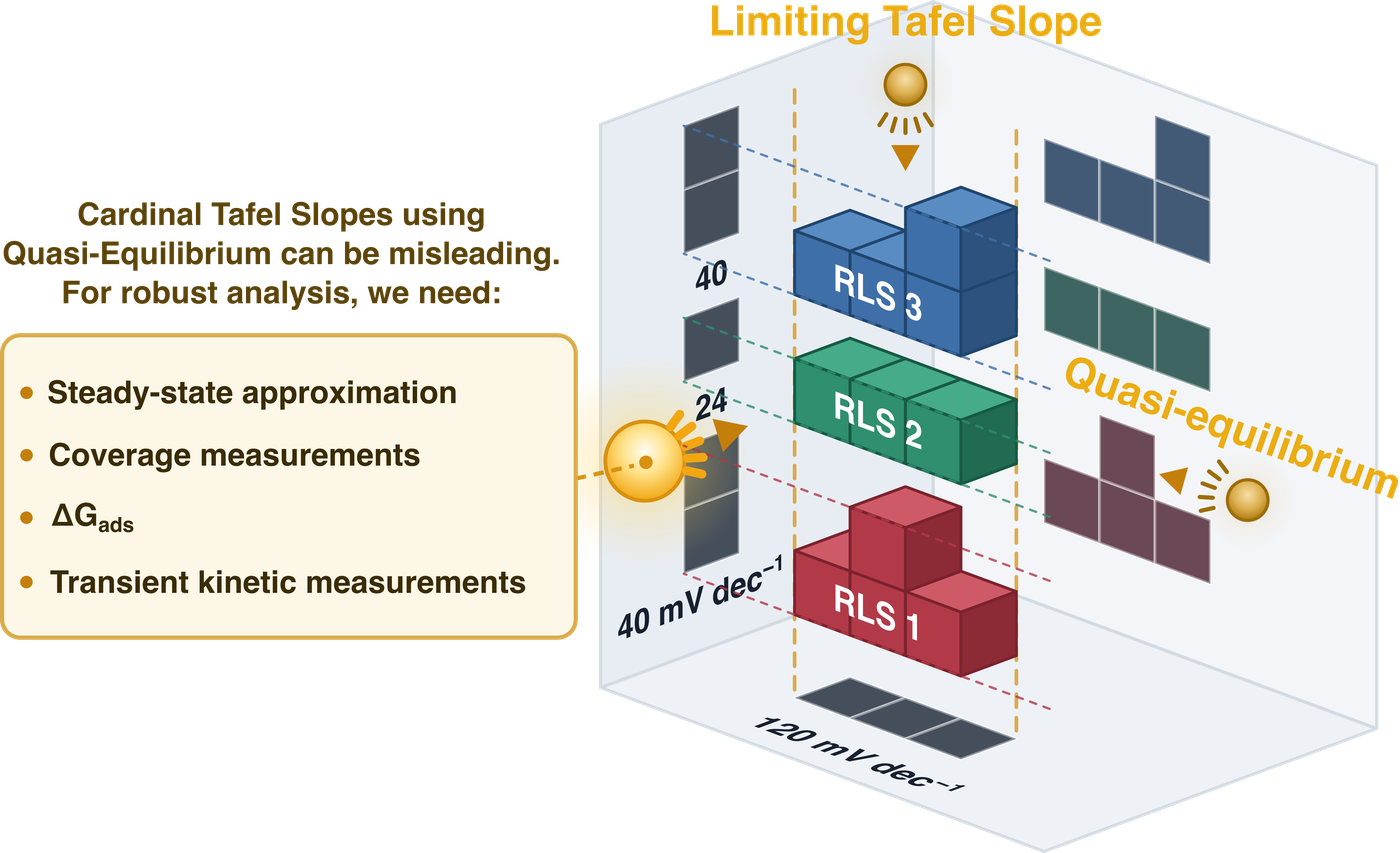 Limiting Tafel Slope
Cardinal Tafel Slopes using
Quasi-Equilibrium can be misleading.
For robust analysis, we need:
Steady-state approximation
Coverage measurements
ΔG_ads
Transient kinetic measurements
40
24
40 mV dec⁻¹
RLS 3
RLS 2
RLS 1
120 mV dec⁻¹
Quasi-equilibrium